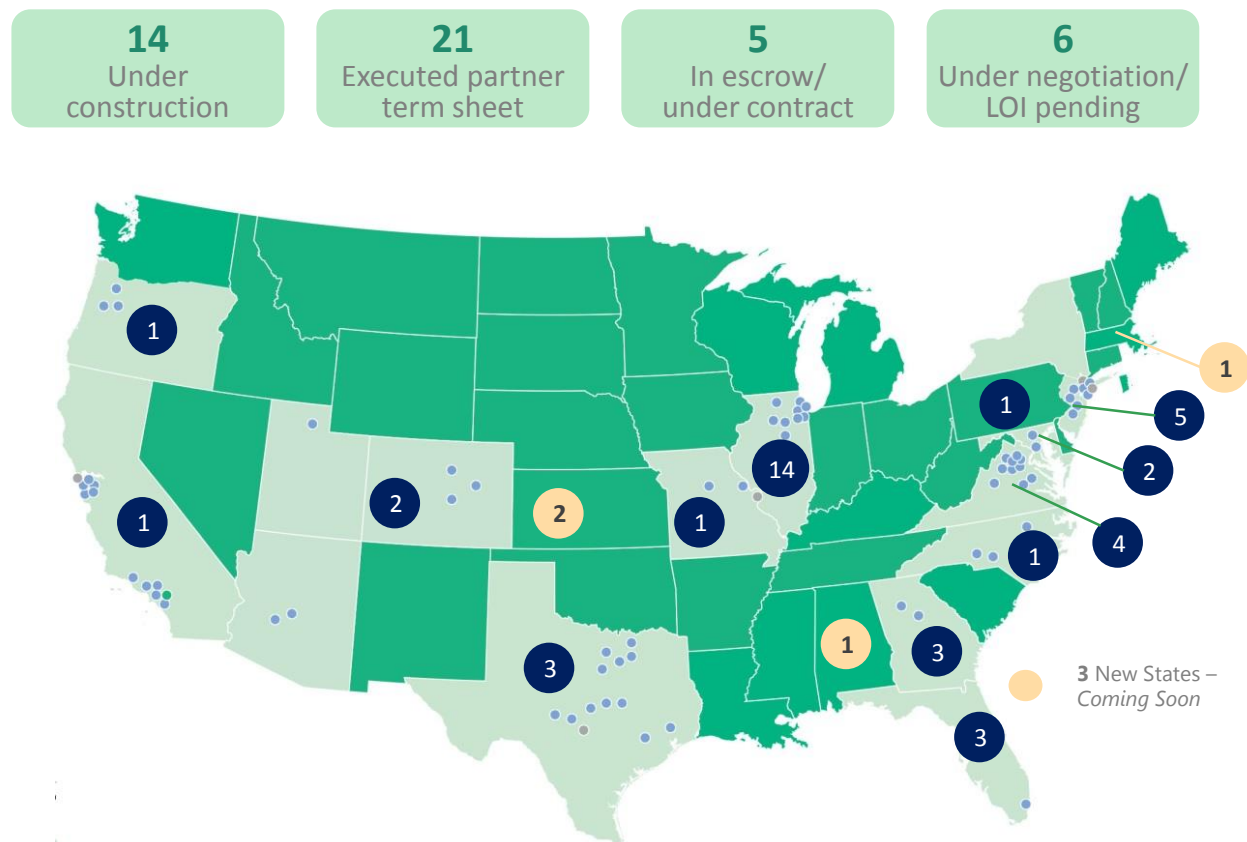 14
Under
construction
21
Executed partner
term sheet
5
In escrow/
under contract
6
Under negotiation/
LOI pending
1
1
1
5
2
14
2
2
1
1
4
1
3
1
3
3 New States –
Coming Soon
3